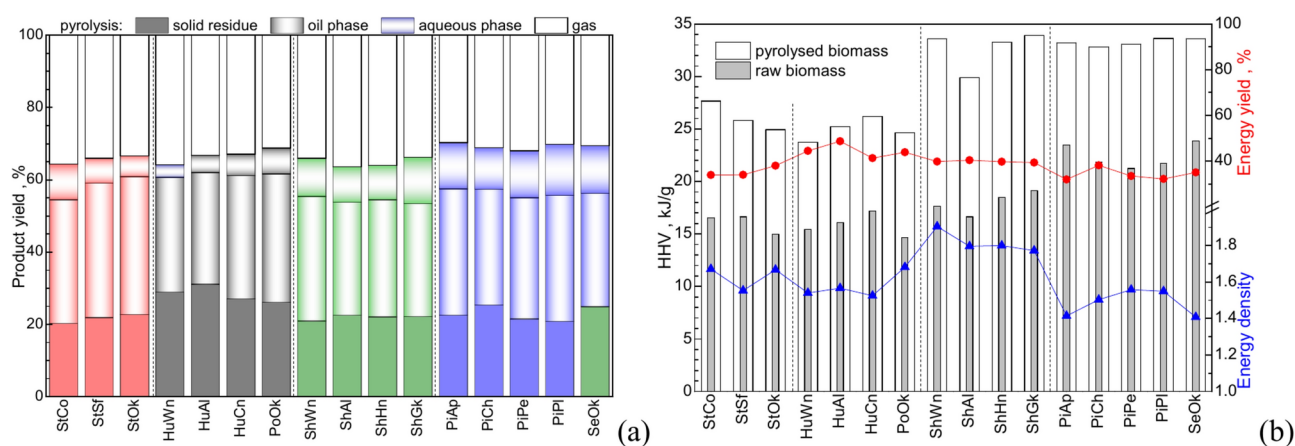 pyrolysis: solid residue oil phase aqueous phase gas
100
80
60
40
20
0
Product yield , %
StCo StSf StOk HuWn HuAl HuCn PoOk ShWn ShAl ShHn ShGk PiAp PiCh PiPe PiPl SeOk
(a)
35
30
25
20
15
10
5
0
HHV , kJ/g
pyrolysed biomass
raw biomass
100
80
60
40
1.8
1.6
1.4
1.2
1.0
Energy yield , %
Energy density
StCo StSf StOk HuWn HuAl HuCn PoOk ShWn ShAl ShHn ShGk PiAp PiCh PiPe PiPl SeOk
(b)